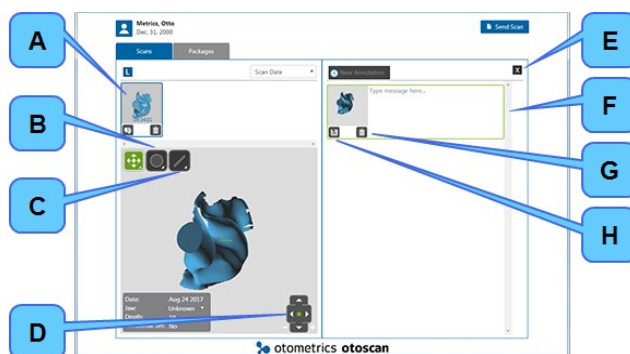 Metrics, Otto
Dec. 31, 2000
Send Scan
Scans
Packages
L
Scan Date
New Annotation
X
Type message here...
Date: Aug 24 2017
Jaw: Unknown
Depth:
No
otometrics otoscan
A
B
C
D
E
F
G
H